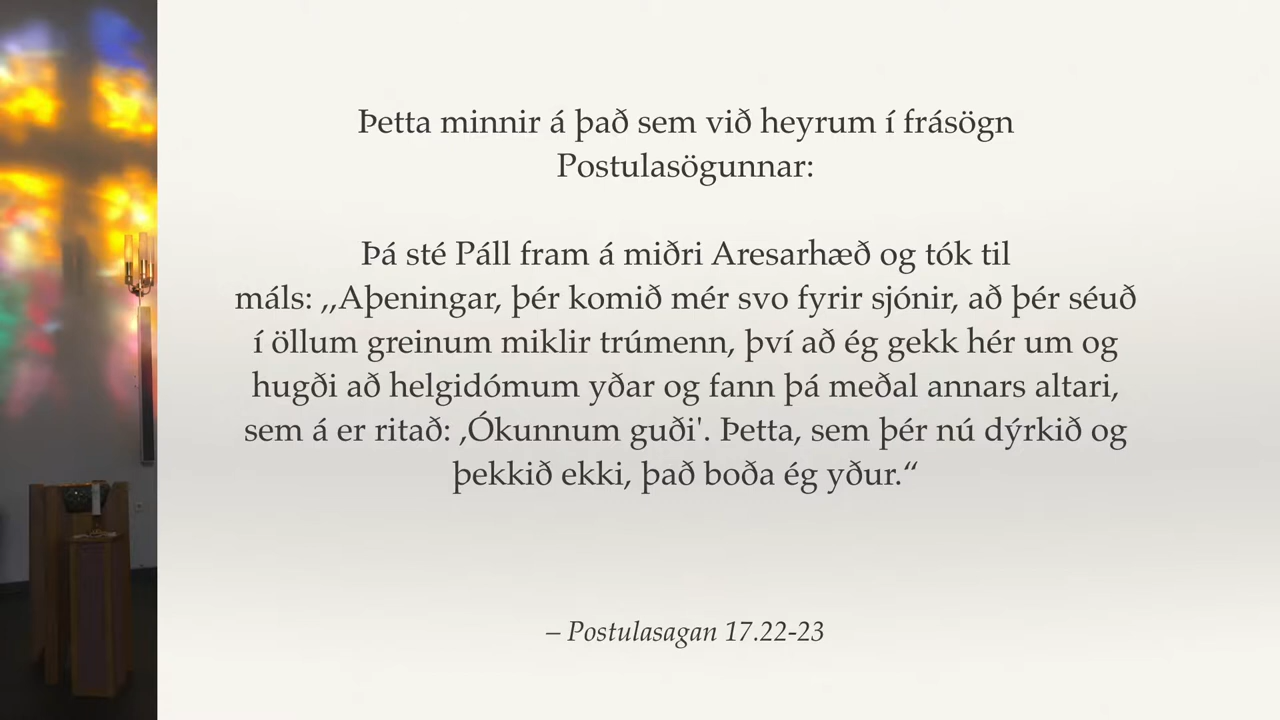 Þetta minnir á það sem við heyrum í frásögn
Postulasögunnar:
Þá sté Páll fram á miðri Aresarhæð og tók til
máls: ,,Aþeningar, þér komið mér svo fyrir sjónir, að þér séuð
í öllum greinum miklir trúmenn, því að ég gekk hér um og
hugði að helgidómum yðar og fann þá meðal annars altari,
sem á er ritað: ,Ókunnum guði'. Þetta, sem þér nú dýrkið og
þekkið ekki, það boða ég yður.“
– Postulasagan 17.22-23